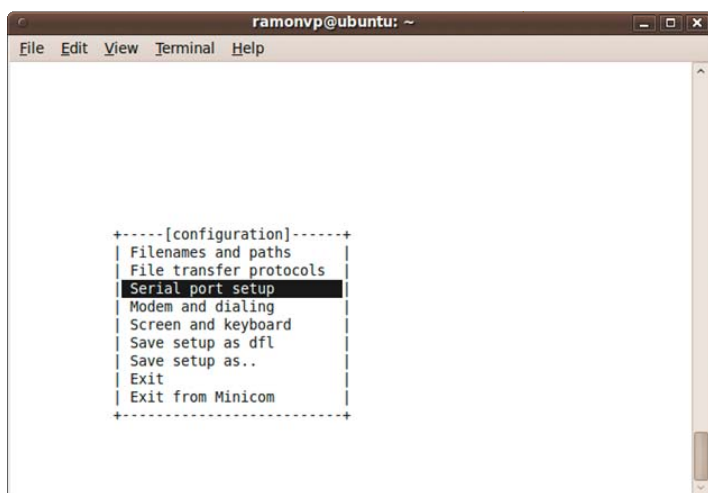 ramonvp@ubuntu: ~
File Edit View Terminal Help
+-----[configuration]------+
| Filenames and paths |
| File transfer protocols |
| Serial port setup |
| Modem and dialing |
| Screen and keyboard |
| Save setup as dfl |
| Save setup as.. |
| Exit |
| Exit from Minicom |
+--------------------------+